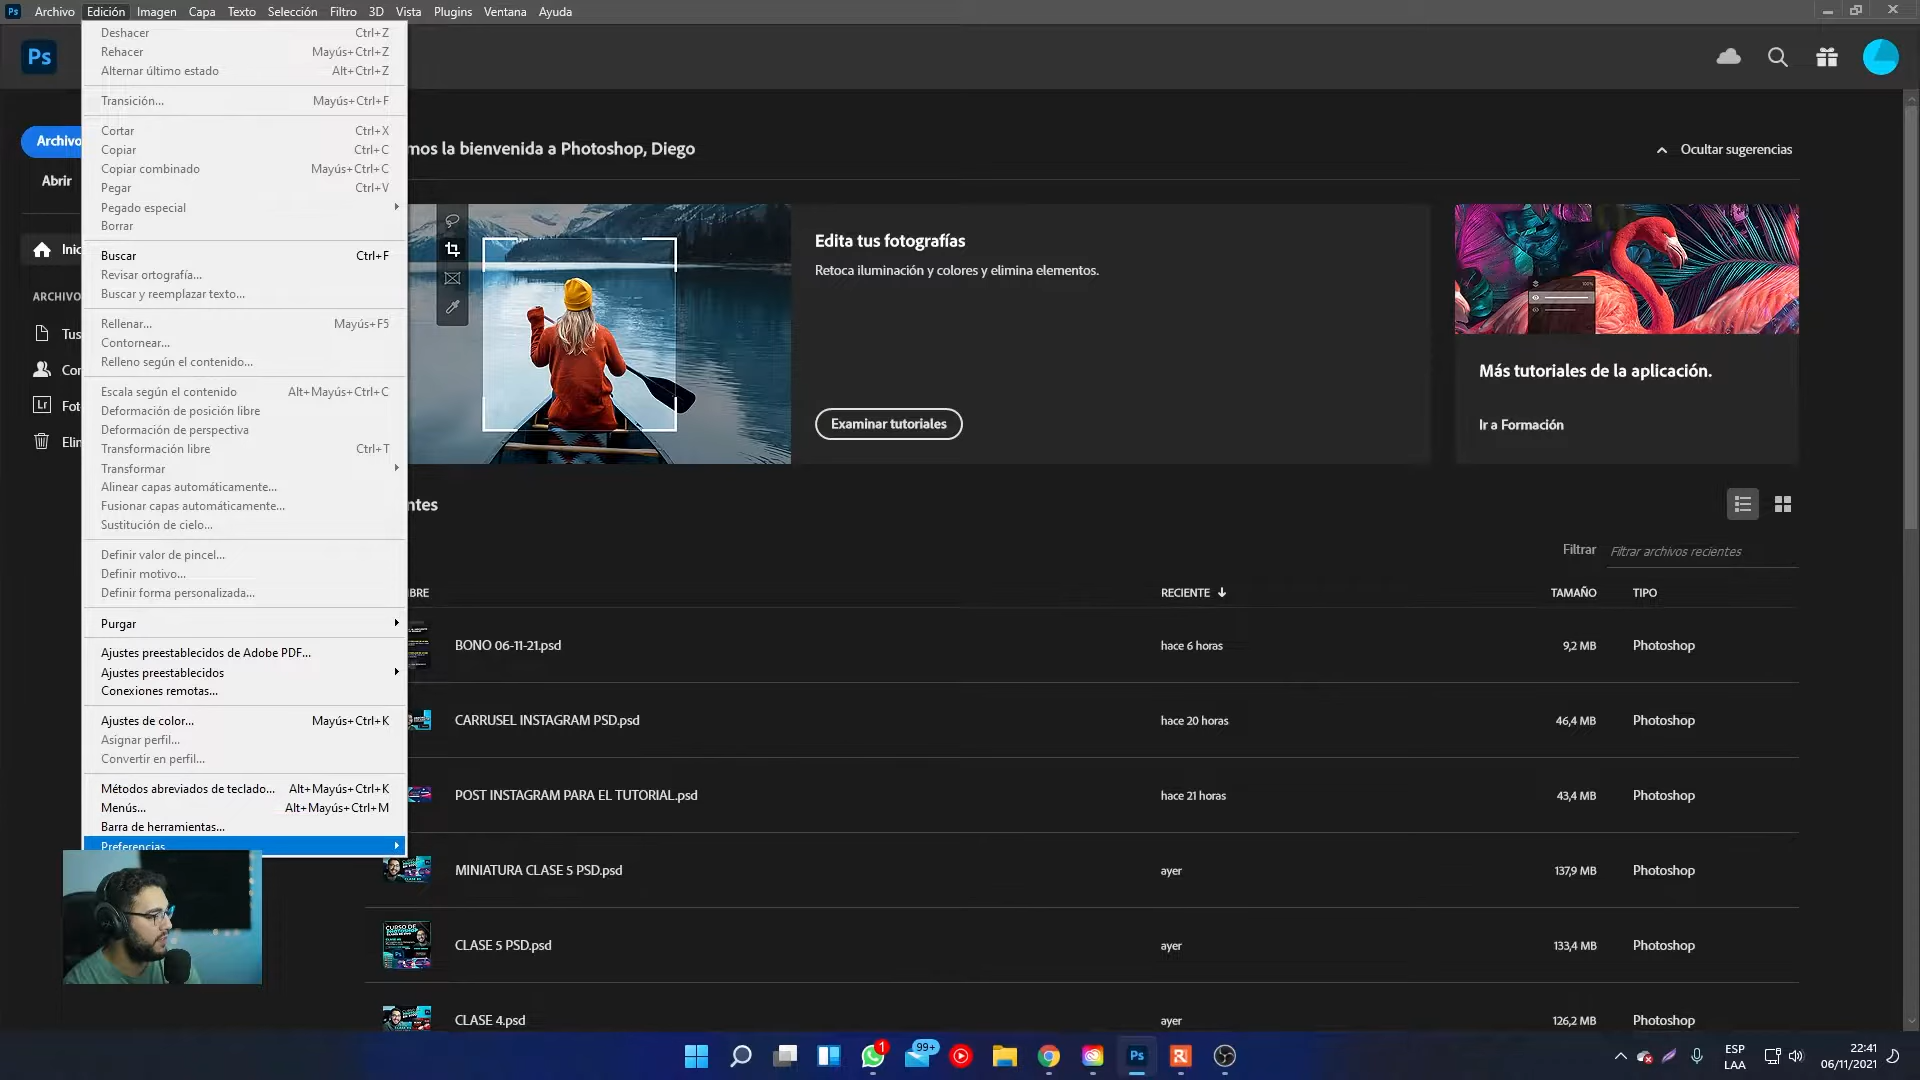 Ps Archivo Edición Imagen Capa Texto Selección Filtro 3D Vista Plugins Ventana Ayuda
Ps
Deshacer Ctrl+Z
Rehacer Mayús+Ctrl+Z
Alternar último estado Alt+Ctrl+Z
Transición... Mayús+Ctrl+F
Cortar Ctrl+X
Copiar Ctrl+C
Copiar combinado Mayús+Ctrl+C
Pegar Ctrl+V
Pegado especial
Borrar
Buscar Ctrl+F
Revisar ortografía...
Buscar y reemplazar texto...
Rellenar... Mayús+F5
Contornear...
Relleno según el contenido...
Escala según el contenido Alt+Mayús+Ctrl+C
Deformación de posición libre
Deformación de perspectiva
Transformación libre Ctrl+T
Transformar
Alinear capas automáticamente...
Fusionar capas automáticamente...
Sustitución de cielo...
Definir valor de pincel...
Definir motivo...
Definir forma personalizada...
Purgar
Ajustes preestablecidos de Adobe PDF...
Ajustes preestablecidos
Conexiones remotas...
Ajustes de color... Mayús+Ctrl+K
Asignar perfil...
Convertir en perfil...
Métodos abreviados de teclado... Alt+Mayús+Ctrl+K
Menús... Alt+Mayús+Ctrl+M
Barra de herramientas...
Preferencias
Archivo
Abrir
Inic
ARCHIVO
Tus
Con
Lr Fot
Elin
mos la bienvenida a Photoshop, Diego
Ocultar sugerencias
Edita tus fotografías
Retoca iluminación y colores y elimina elementos.
Examinar tutoriales
Más tutoriales de la aplicación.
Ir a Formación
ntes
Filtrar Filtrar archivos recientes
BRE RECIENTE TAMAÑO TIPO
BONO 06-11-21.psd hace 6 horas 9,2 MB Photoshop
CARRUSEL INSTAGRAM PSD.psd hace 20 horas 46,4 MB Photoshop
POST INSTAGRAM PARA EL TUTORIAL.psd hace 21 horas 43,4 MB Photoshop
MINIATURA CLASE 5 PSD.psd ayer 137,9 MB Photoshop
CURSO DE
CLASE 5 PSD.psd ayer 133,4 MB Photoshop
CLASE 4.psd ayer 126,2 MB Photoshop
1
99+
Ps
ESP
LAA
22:41
06/11/2021